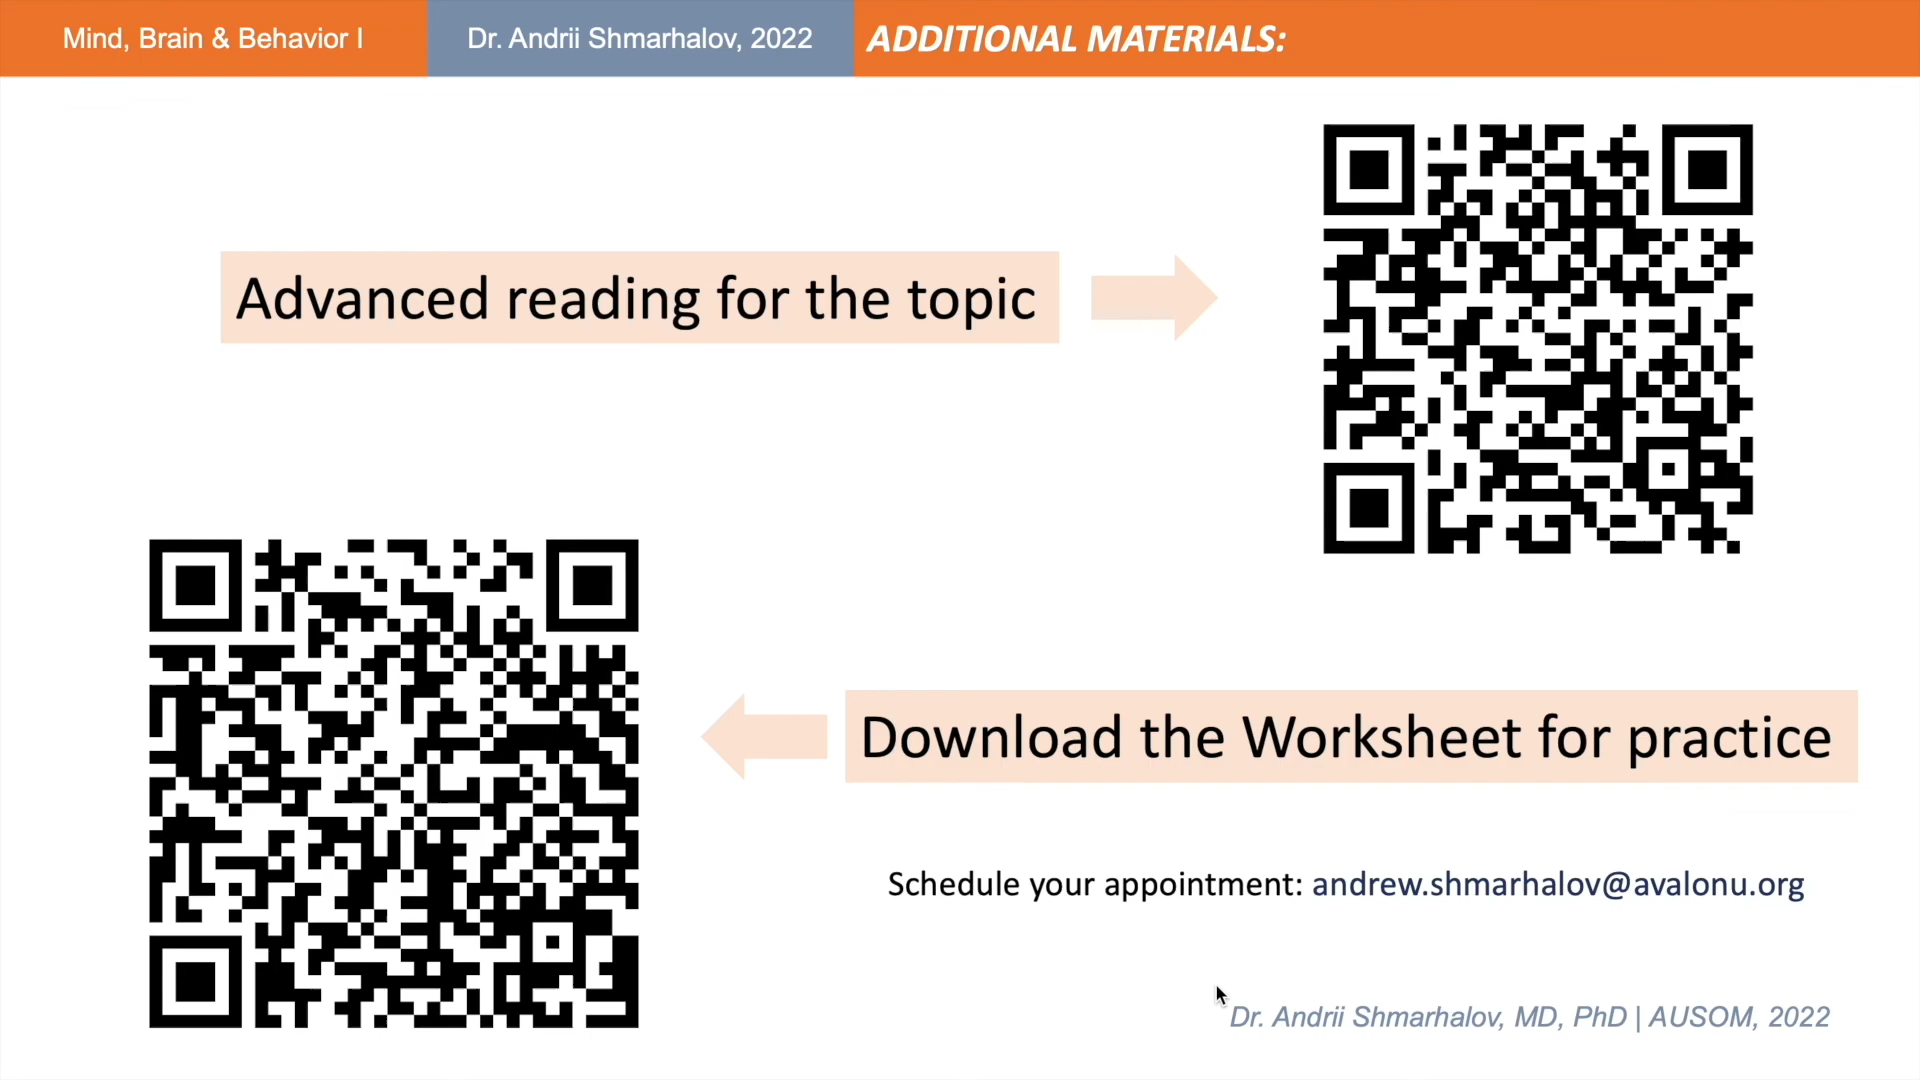 Mind, Brain & Behavior I
Dr. Andrii Shmarhalov, 2022
ADDITIONAL MATERIALS:
Advanced reading for the topic
Download the Worksheet for practice
Schedule your appointment: andrew.shmarhalov@avalonu.org
Dr. Andrii Shmarhalov, MD, PhD | AUSOM, 2022